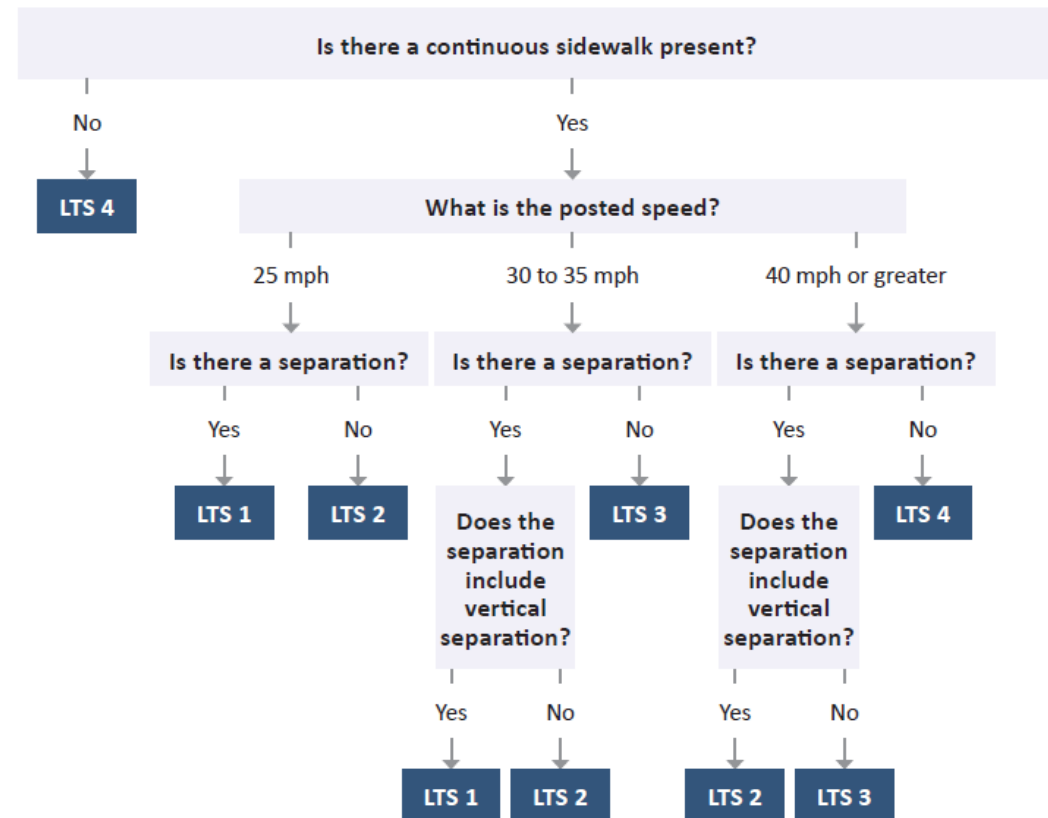 Is there a continuous sidewalk present?
No
Yes
LTS 4
What is the posted speed?
25 mph
30 to 35 mph
40 mph or greater
Is there a separation?
Is there a separation?
Is there a separation?
Yes
No
Yes
No
Yes
No
LTS 1
LTS 2
Does the
separation
include
vertical
separation?
LTS 3
Does the
separation
include
vertical
separation?
LTS 4
Yes
No
Yes
No
LTS 1
LTS 2
LTS 2
LTS 3